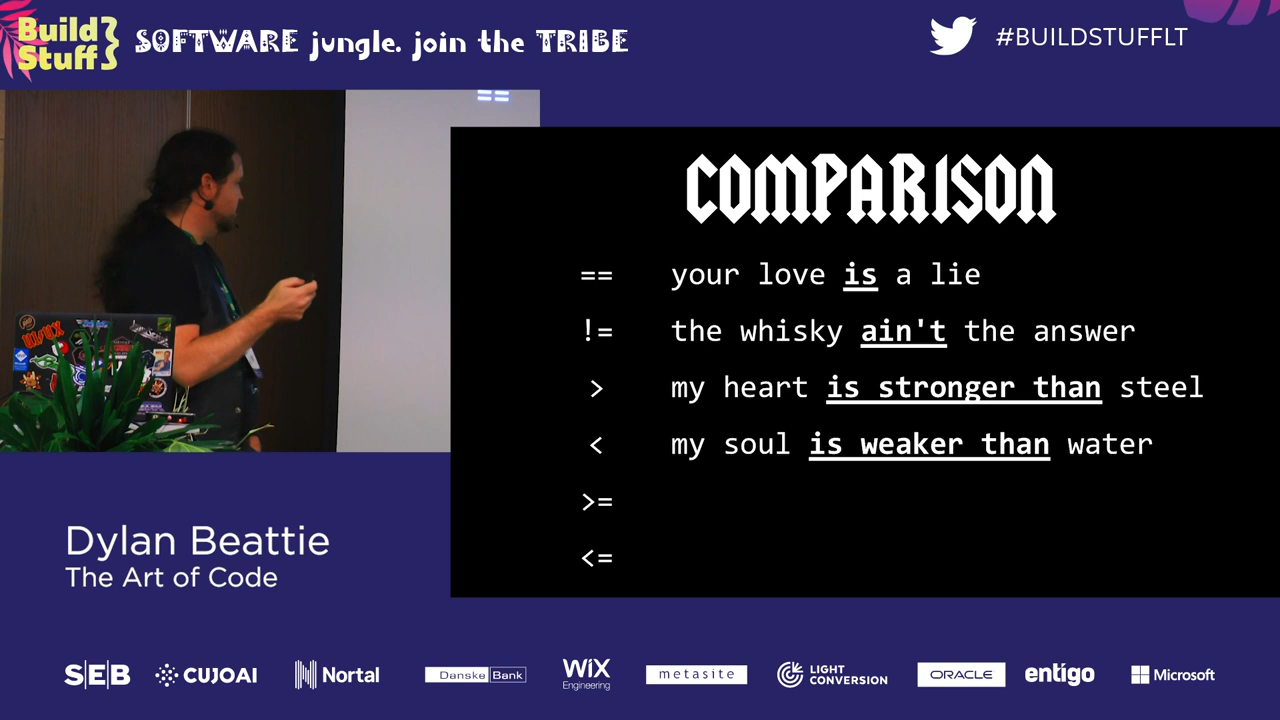 Build
Stuff
SOFTWARE jungle. join the TRIBE
#BUILDSTUFFLT
==
COMPARISON
== your love is a lie
!= the whisky ain't the answer
> my heart is stronger than steel
< my soul is weaker than water
>=
<=
Dylan Beattie
The Art of Code
SEB
CUJOAI
Nortal
Danske Bank
WiX
Engineering
metasite
LIGHT
CONVERSION
ORACLE
entigo
Microsoft